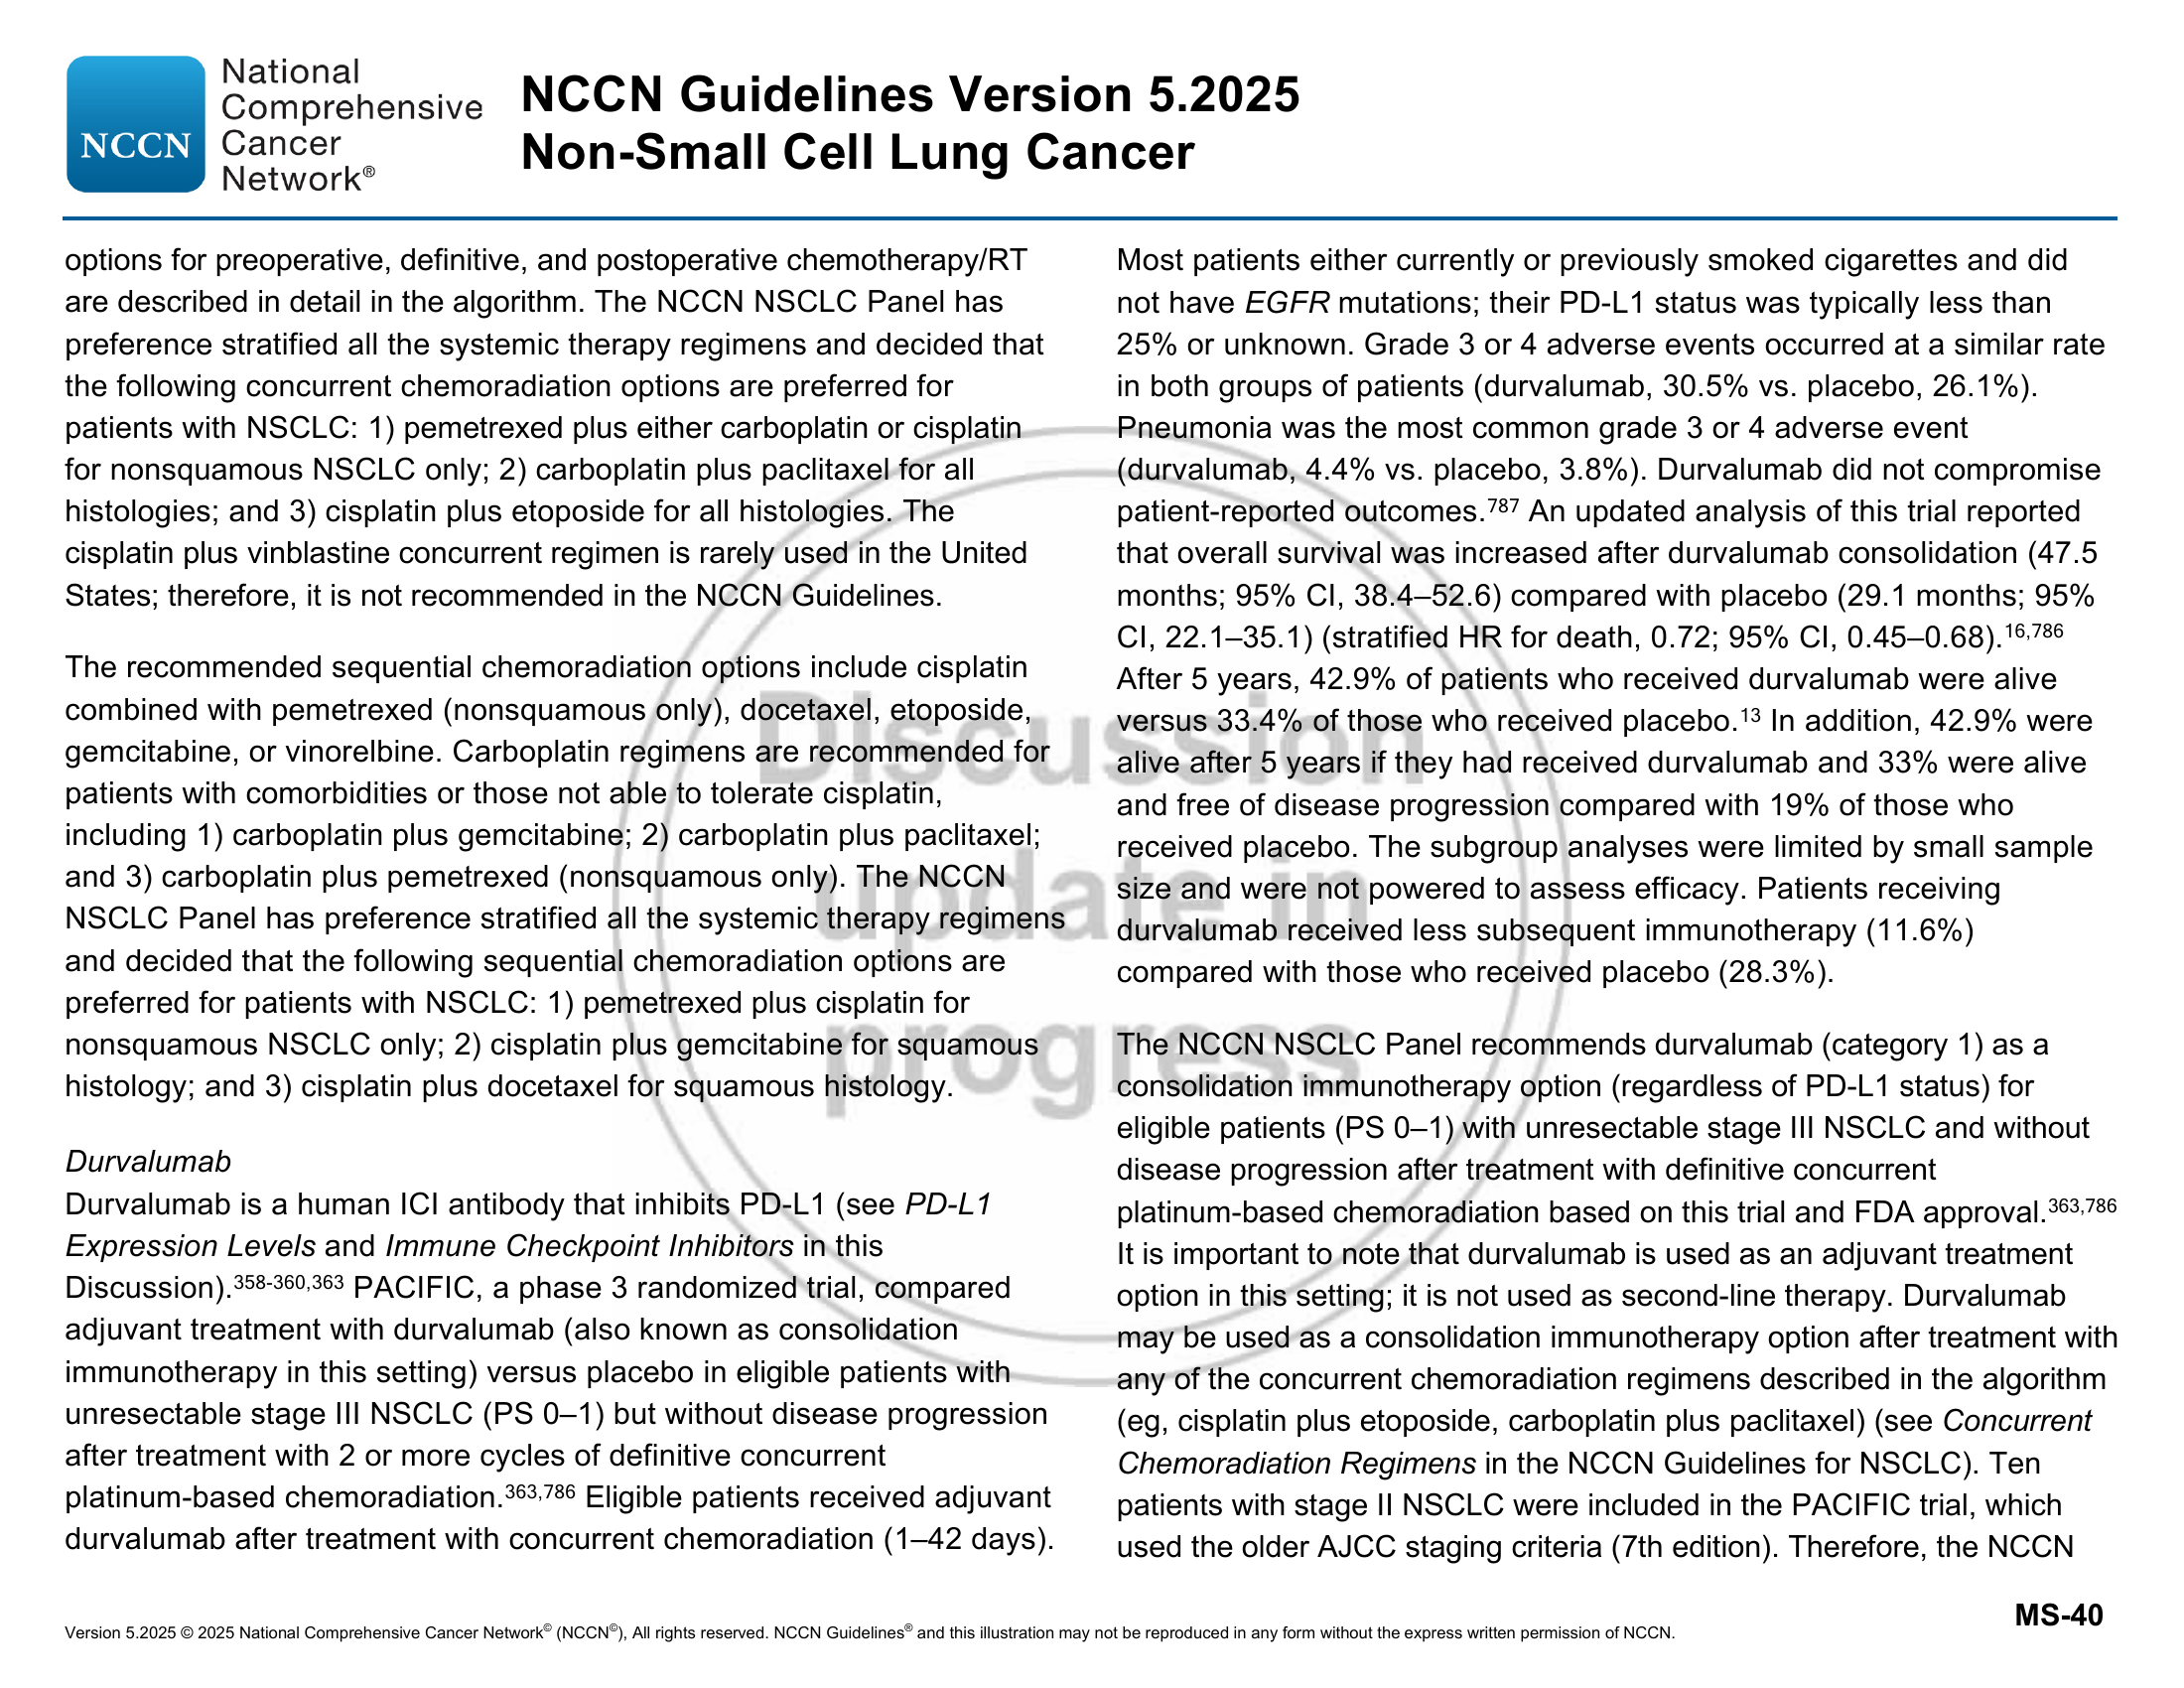 NCCN
National
Comprehensive
Cancer
Network®
NCCN Guidelines Version 5.2025
Non-Small Cell Lung Cancer
options for preoperative, definitive, and postoperative chemotherapy/RT
are described in detail in the algorithm. The NCCN NSCLC Panel has
preference stratified all the systemic therapy regimens and decided that
the following concurrent chemoradiation options are preferred for
patients with NSCLC: 1) pemetrexed plus either carboplatin or cisplatin
for nonsquamous NSCLC only; 2) carboplatin plus paclitaxel for all
histologies; and 3) cisplatin plus etoposide for all histologies. The
cisplatin plus vinblastine concurrent regimen is rarely used in the United
States; therefore, it is not recommended in the NCCN Guidelines.
The recommended sequential chemoradiation options include cisplatin
combined with pemetrexed (nonsquamous only), docetaxel, etoposide,
gemcitabine, or vinorelbine. Carboplatin regimens are recommended for
patients with comorbidities or those not able to tolerate cisplatin,
including 1) carboplatin plus gemcitabine; 2) carboplatin plus paclitaxel;
and 3) carboplatin plus pemetrexed (nonsquamous only). The NCCN
NSCLC Panel has preference stratified all the systemic therapy regimens
and decided that the following sequential chemoradiation options are
preferred for patients with NSCLC: 1) pemetrexed plus cisplatin for
nonsquamous NSCLC only; 2) cisplatin plus gemcitabine for squamous
histology; and 3) cisplatin plus docetaxel for squamous histology.
Durvalumab
Durvalumab is a human ICI antibody that inhibits PD-L1 (see PD-L1
Expression Levels and Immune Checkpoint Inhibitors in this
Discussion).358-360,363 PACIFIC, a phase 3 randomized trial, compared
adjuvant treatment with durvalumab (also known as consolidation
immunotherapy in this setting) versus placebo in eligible patients with
unresectable stage III NSCLC (PS 0–1) but without disease progression
after treatment with 2 or more cycles of definitive concurrent
platinum-based chemoradiation.363,786 Eligible patients received adjuvant
durvalumab after treatment with concurrent chemoradiation (1–42 days).
Most patients either currently or previously smoked cigarettes and did
not have EGFR mutations; their PD-L1 status was typically less than
25% or unknown. Grade 3 or 4 adverse events occurred at a similar rate
in both groups of patients (durvalumab, 30.5% vs. placebo, 26.1%).
Pneumonia was the most common grade 3 or 4 adverse event
(durvalumab, 4.4% vs. placebo, 3.8%). Durvalumab did not compromise
patient-reported outcomes.787 An updated analysis of this trial reported
that overall survival was increased after durvalumab consolidation (47.5
months; 95% CI, 38.4–52.6) compared with placebo (29.1 months; 95%
CI, 22.1–35.1) (stratified HR for death, 0.72; 95% CI, 0.45–0.68).16,786
After 5 years, 42.9% of patients who received durvalumab were alive
versus 33.4% of those who received placebo.13 In addition, 42.9% were
alive after 5 years if they had received durvalumab and 33% were alive
and free of disease progression compared with 19% of those who
received placebo. The subgroup analyses were limited by small sample
size and were not powered to assess efficacy. Patients receiving
durvalumab received less subsequent immunotherapy (11.6%)
compared with those who received placebo (28.3%).
The NCCN NSCLC Panel recommends durvalumab (category 1) as a
consolidation immunotherapy option (regardless of PD-L1 status) for
eligible patients (PS 0–1) with unresectable stage III NSCLC and without
disease progression after treatment with definitive concurrent
platinum-based chemoradiation based on this trial and FDA approval.363,786
It is important to note that durvalumab is used as an adjuvant treatment
option in this setting; it is not used as second-line therapy. Durvalumab
may be used as a consolidation immunotherapy option after treatment with
any of the concurrent chemoradiation regimens described in the algorithm
(eg, cisplatin plus etoposide, carboplatin plus paclitaxel) (see Concurrent
Chemoradiation Regimens in the NCCN Guidelines for NSCLC). Ten
patients with stage II NSCLC were included in the PACIFIC trial, which
used the older AJCC staging criteria (7th edition). Therefore, the NCCN
Discussion
update in
progress
MS-40
Version 5.2025 © 2025 National Comprehensive Cancer Network© (NCCN©), All rights reserved. NCCN Guidelines® and this illustration may not be reproduced in any form without the express written permission of NCCN.